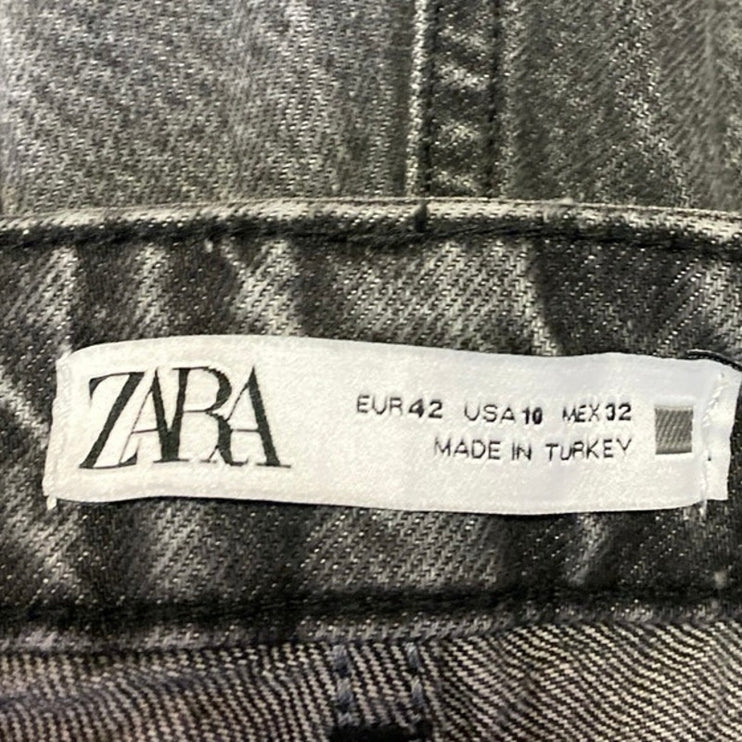 ZARA
EUR 42 USA 10 MEX 32
MADE IN TURKEY